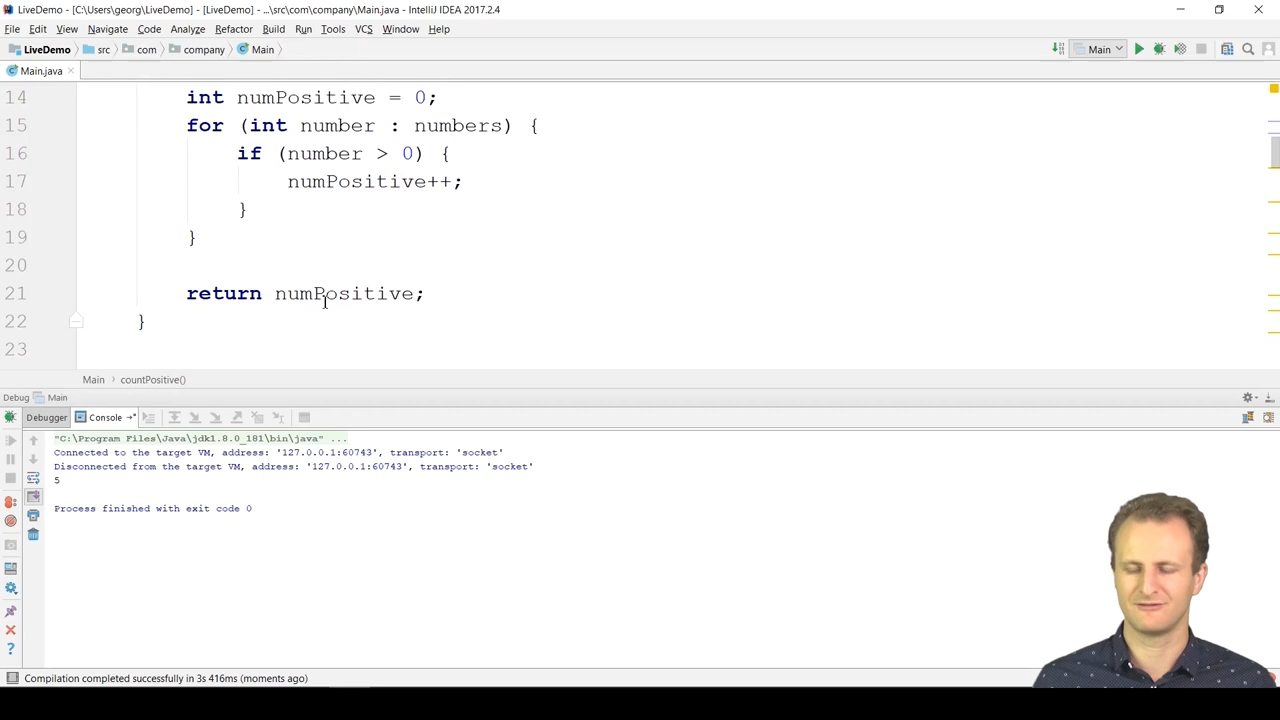 LiveDemo - [C:\Users\georg\LiveDemo] - [LiveDemo] - ...\src\com\company\Main.java - IntelliJ IDEA 2017.2.4
File Edit View Navigate Code Analyze Refactor Build Run Tools VCS Window Help
LiveDemo src com company Main Main
Main.java
14 int numPositive = 0;
15 for (int number : numbers) {
16 if (number > 0) {
17 numPositive++;
18 }
19 }
20
21 return numPositive;
22 }
23
Main countPositive()
Debug Main
Debugger Console
"C:\Program Files\Java\jdk1.8.0_181\bin\java" ...
Connected to the target VM, address: '127.0.0.1:60743', transport: 'socket'
Disconnected from the target VM, address: '127.0.0.1:60743', transport: 'socket'
5
Process finished with exit code 0
Compilation completed successfully in 3s 416ms (moments ago)